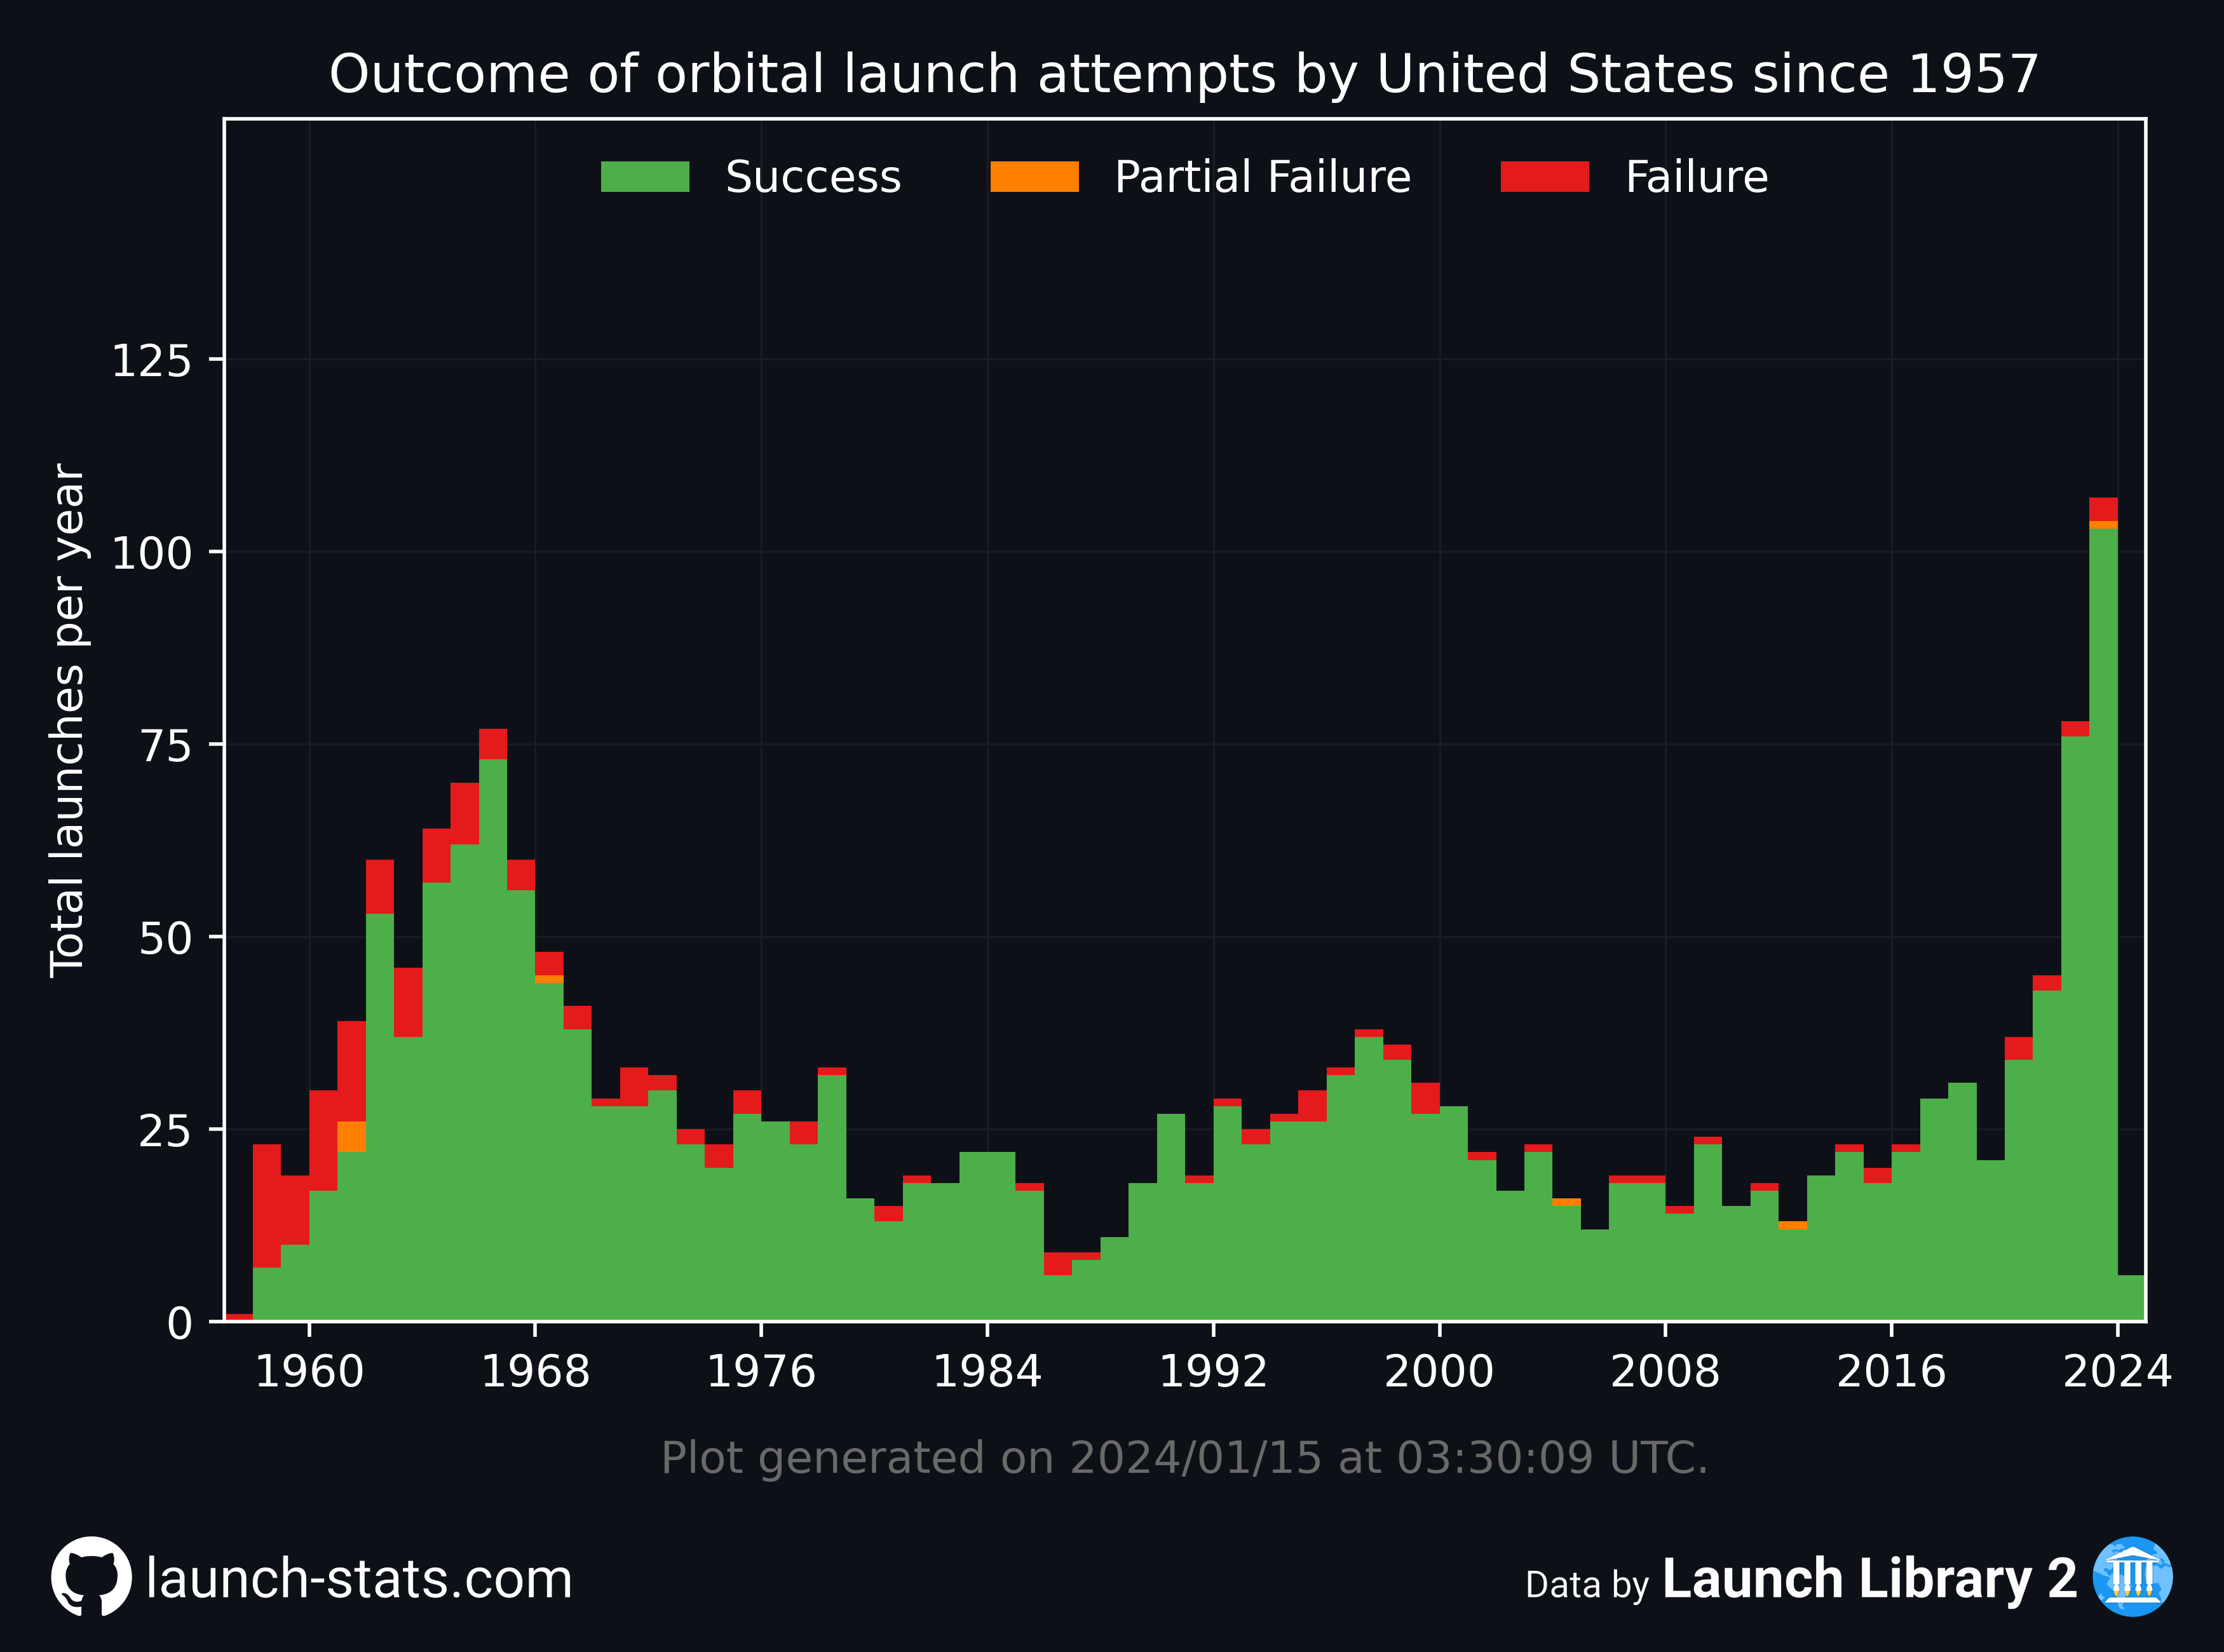 Outcome of orbital launch attempts by United States since 1957
Success Partial Failure Failure
Total launches per year
125
100
75
50
25
0
1960 1968 1976 1984 1992 2000 2008 2016 2024
Plot generated on 2024/01/15 at 03:30:09 UTC.
launch-stats.com
Data by Launch Library 2